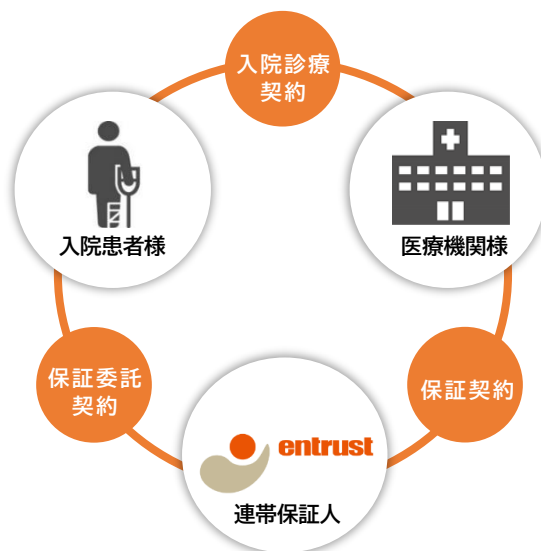 入院診療
契約
入院患者様
医療機関様
保証委託
契約
保証契約
entrust
連帯保証人